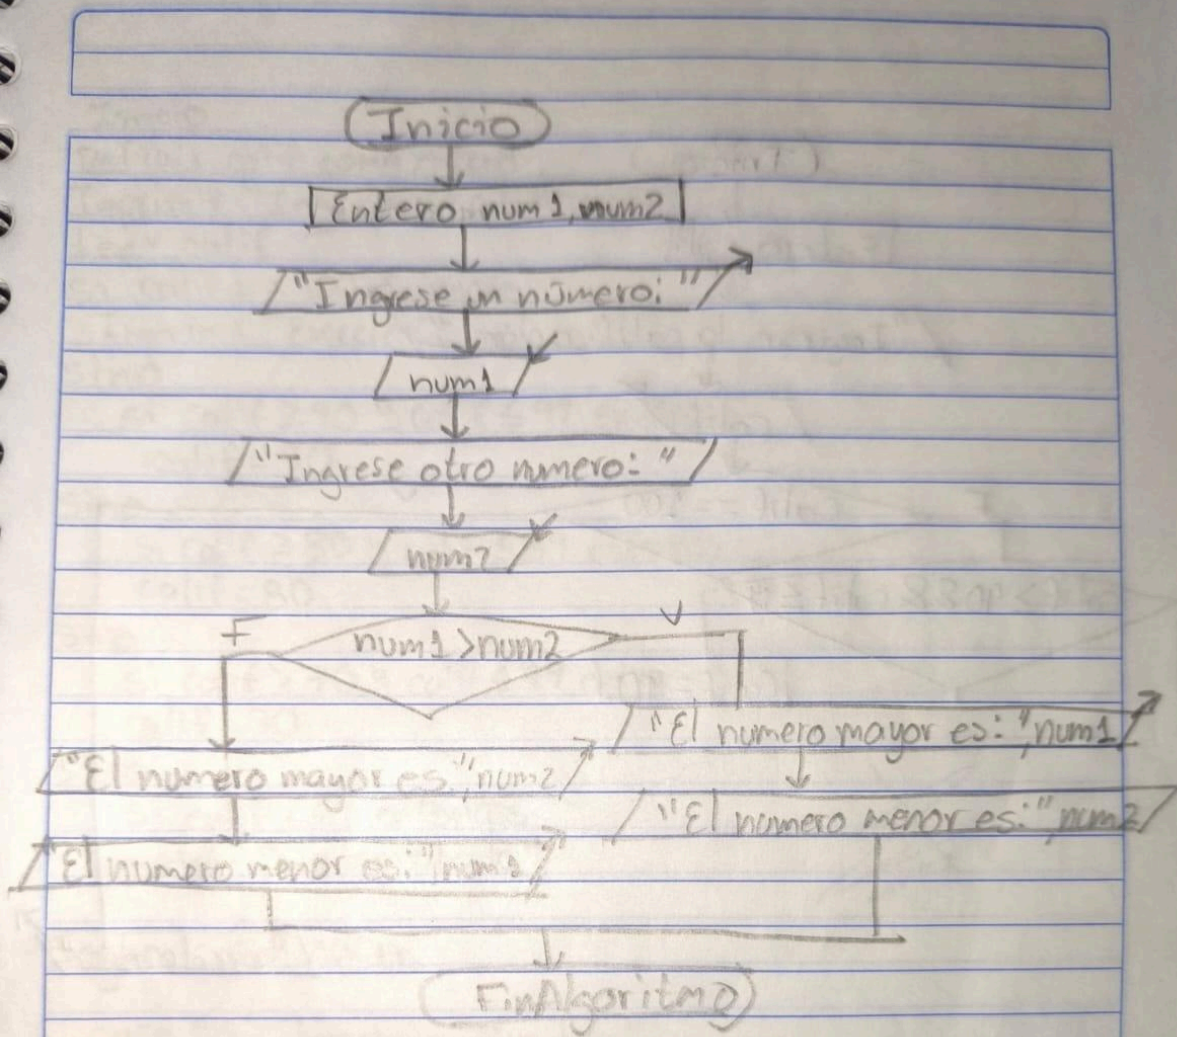 Inicio
Entero num1, num2
"Ingrese un número: "
num1
"Ingrese otro numero: "
num2
F
num1 > num2
V
"El numero mayor es: ", num1
"El numero mayor es: ", num2
"El numero menor es: ", num2
"El numero menor es: ", num1
FinAlgoritmo